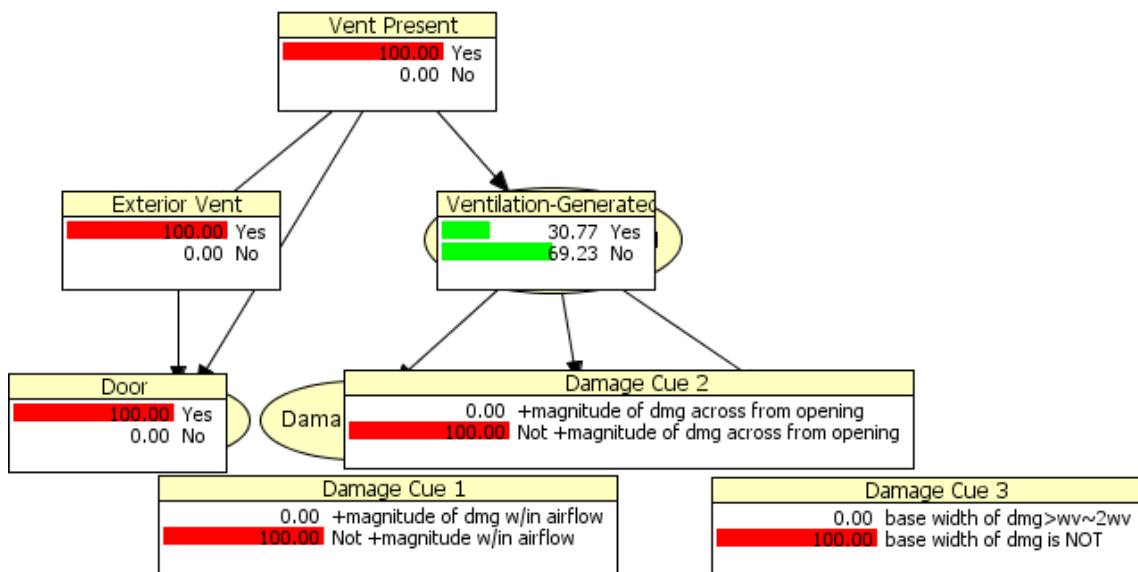 Vent Present
100.00 Yes
0.00 No
Exterior Vent
100.00 Yes
0.00 No
Ventilation-Generated
30.77 Yes
69.23 No
Door
100.00 Yes
0.00 No
Dama
Damage Cue 2
0.00 +magnitude of dmg across from opening
100.00 Not +magnitude of dmg across from opening
Damage Cue 1
0.00 +magnitude of dmg w/in airflow
100.00 Not +magnitude w/in airflow
Damage Cue 3
0.00 base width of dmg>wv~2wv
100.00 base width of dmg is NOT